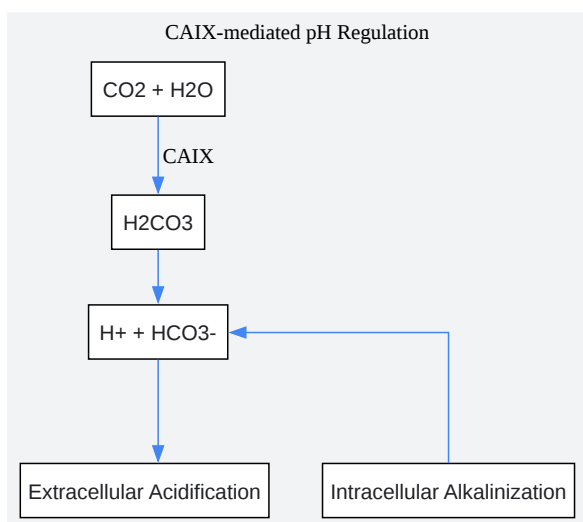 CAIX-mediated pH Regulation
CO2 + H2O
CAIX
H2CO3
H+ + HCO3-
Extracellular Acidification
Intracellular Alkalinization